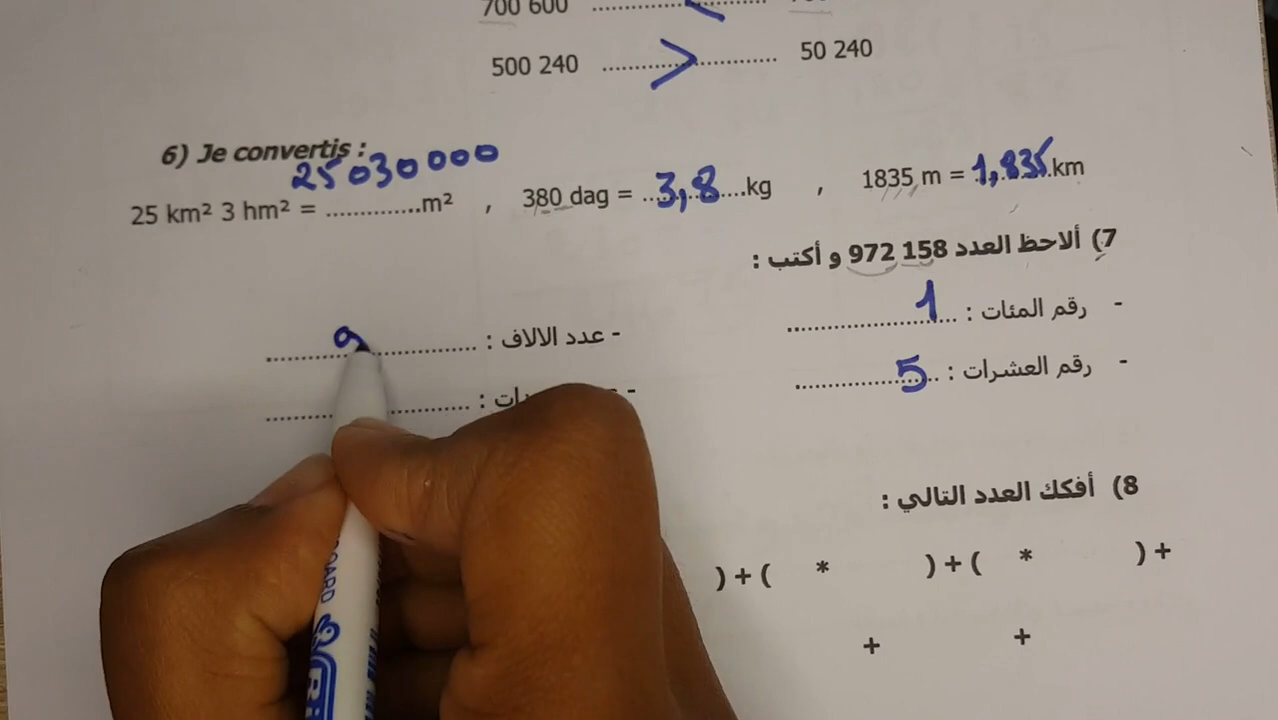 700 600 ..........<..........
500 240 ..........>.......... 50 240
6) Je convertis :
25 km² 3 hm² = 25030000 m² , 380 dag = 3,8 kg , 1835 m = 1,835 km
7) ألاحظ العدد 158 972 و أكتب :
- رقم المئات : 1
- عدد الالاف : 9
- رقم العشرات : 5
8) أفكك العدد التالي :
) + ( * ) + ( * ) +
+ +